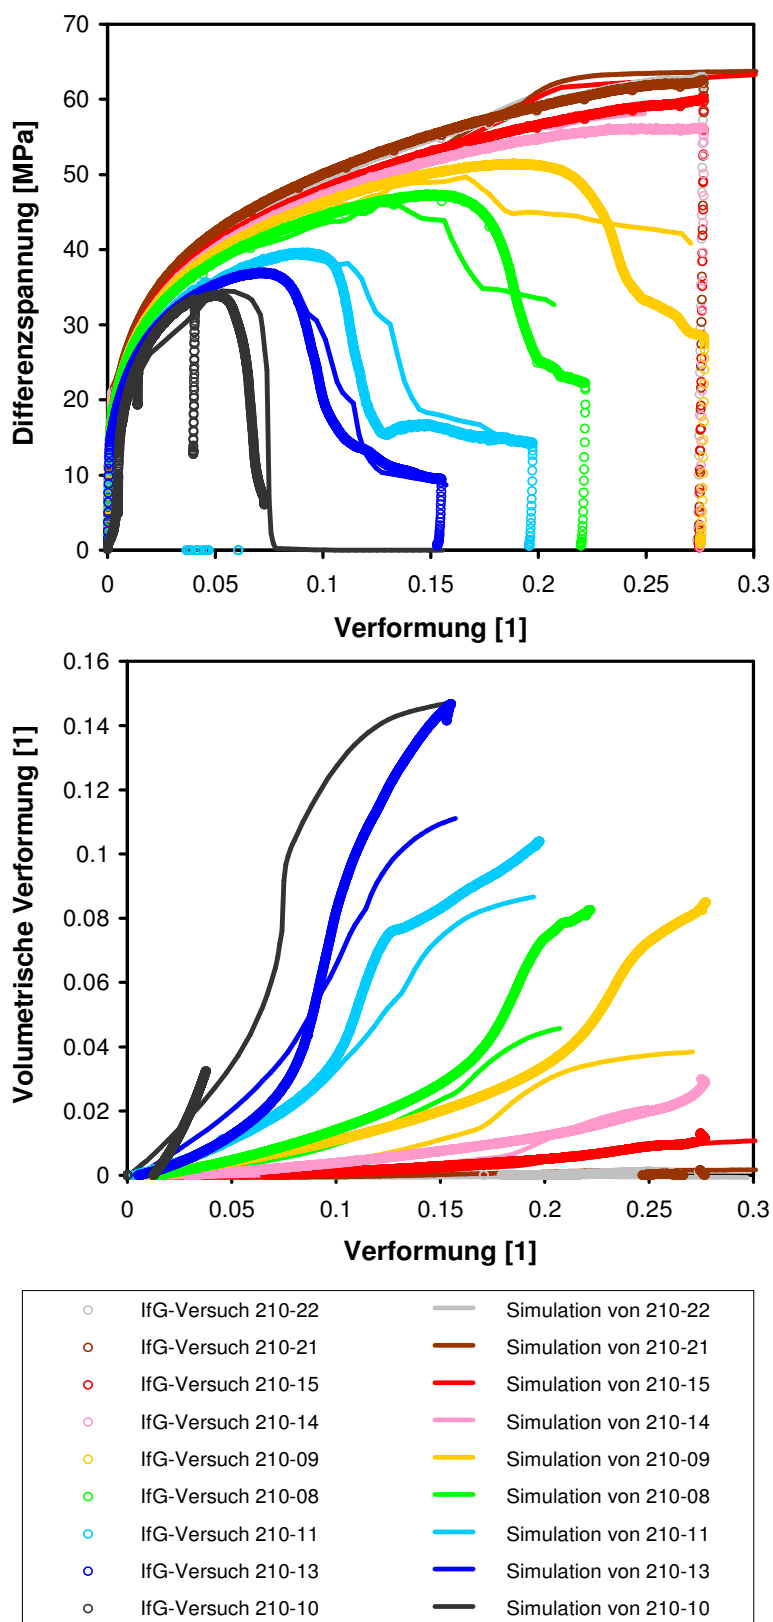 70
60
50
40
30
20
10
0
Differenzspannung [MPa]
0 0.05 0.1 0.15 0.2 0.25 0.3
Verformung [1]
0.16
0.14
0.12
0.1
0.08
0.06
0.04
0.02
0
Volumetrische Verformung [1]
0 0.05 0.1 0.15 0.2 0.25 0.3
Verformung [1]
IfG-Versuch 210-22 Simulation von 210-22
IfG-Versuch 210-21 Simulation von 210-21
IfG-Versuch 210-15 Simulation von 210-15
IfG-Versuch 210-14 Simulation von 210-14
IfG-Versuch 210-09 Simulation von 210-09
IfG-Versuch 210-08 Simulation von 210-08
IfG-Versuch 210-11 Simulation von 210-11
IfG-Versuch 210-13 Simulation von 210-13
IfG-Versuch 210-10 Simulation von 210-10